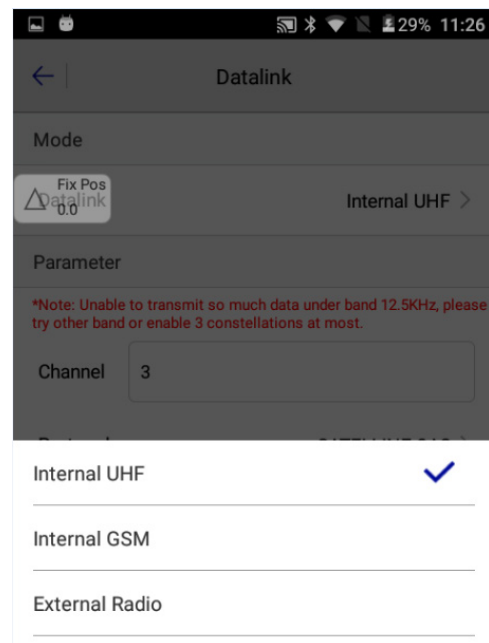 29% 11:26
Datalink
Mode
Fix Pos
0.0
Datalink
Internal UHF
Parameter
*Note: Unable to transmit so much data under band 12.5KHz, please
try other band or enable 3 constellations at most.
Channel 3
Internal UHF
Internal GSM
External Radio